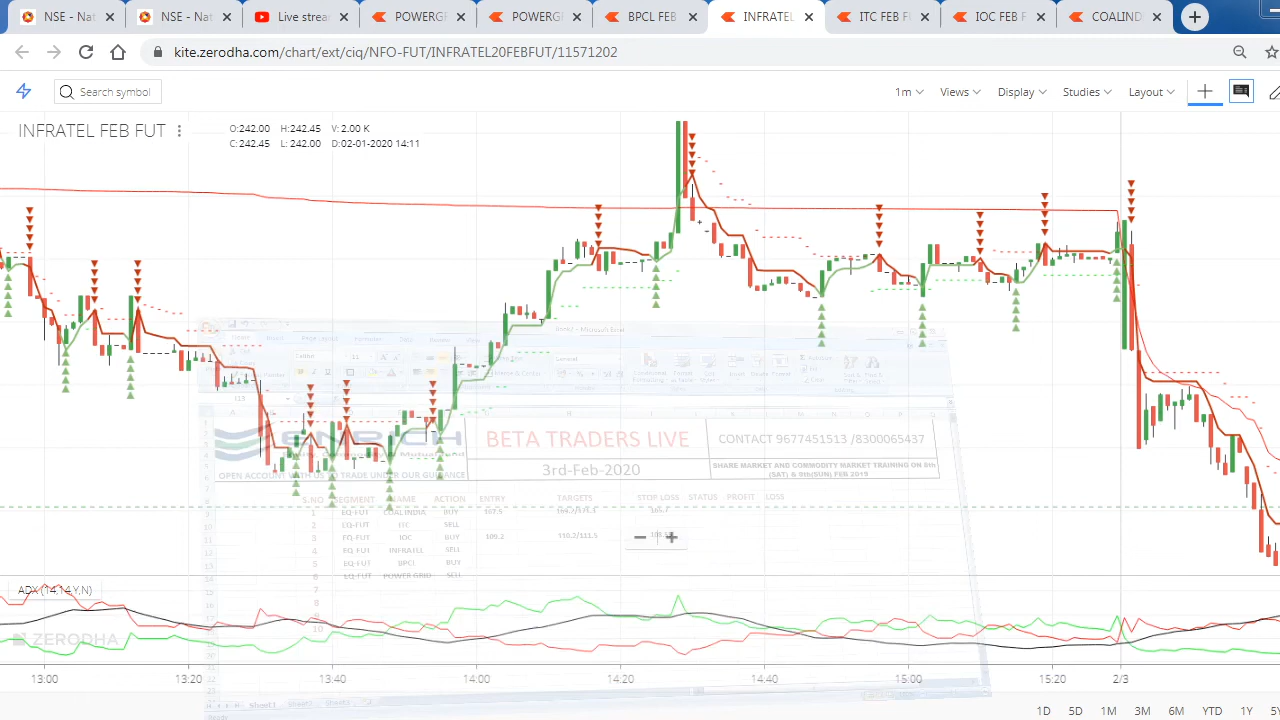 NSE - Nat
NSE - Nat
Live strea
POWERG
POWERG
BPCL FEB
INFRATEL
ITC FEB F
IOC FEB F
COALIND
kite.zerodha.com/chart/ext/ciq/NFO-FUT/INFRATEL20FEBFUT/11571202
Search symbol
1m
Views
Display
Studies
Layout
INFRATEL FEB FUT
O:242.00 H:242.45 V:2.00 K
C:242.45 L:242.00 D:02-01-2020 14:11
BETA TRADERS LIVE
CONTACT 9677451513 /8300065437
3rd-Feb-2020
SHARE MARKET AND COMMODITY MARKET TRAINING ON 8th
(SAT) & 9th(SUN) FEB 2019
OPEN ACCOUNT WITH US TO TRADE UNDER OUR GUIDANCE
S.NO SEGMENT NAME ACTION ENTRY TARGETS STOP LOSS STATUS PROFIT LOSS
1 EQ-FUT COALINDIA BUY
2 EQ-FUT ITC SELL
3 EQ-FUT IOC BUY 109.2 110.2/111.5
4 EQ-FUT INFRATEL SELL
5 EQ-FUT BPCL BUY
6 EQ-FUT POWER GRID SELL
7
8
9
10
ADX (14,14,Y,N)
ZERODHA
13:00 13:20 13:40 14:00 14:20 14:40 15:00 15:20 2/3
1D 5D 1M 3M 6M YTD 1Y 5Y